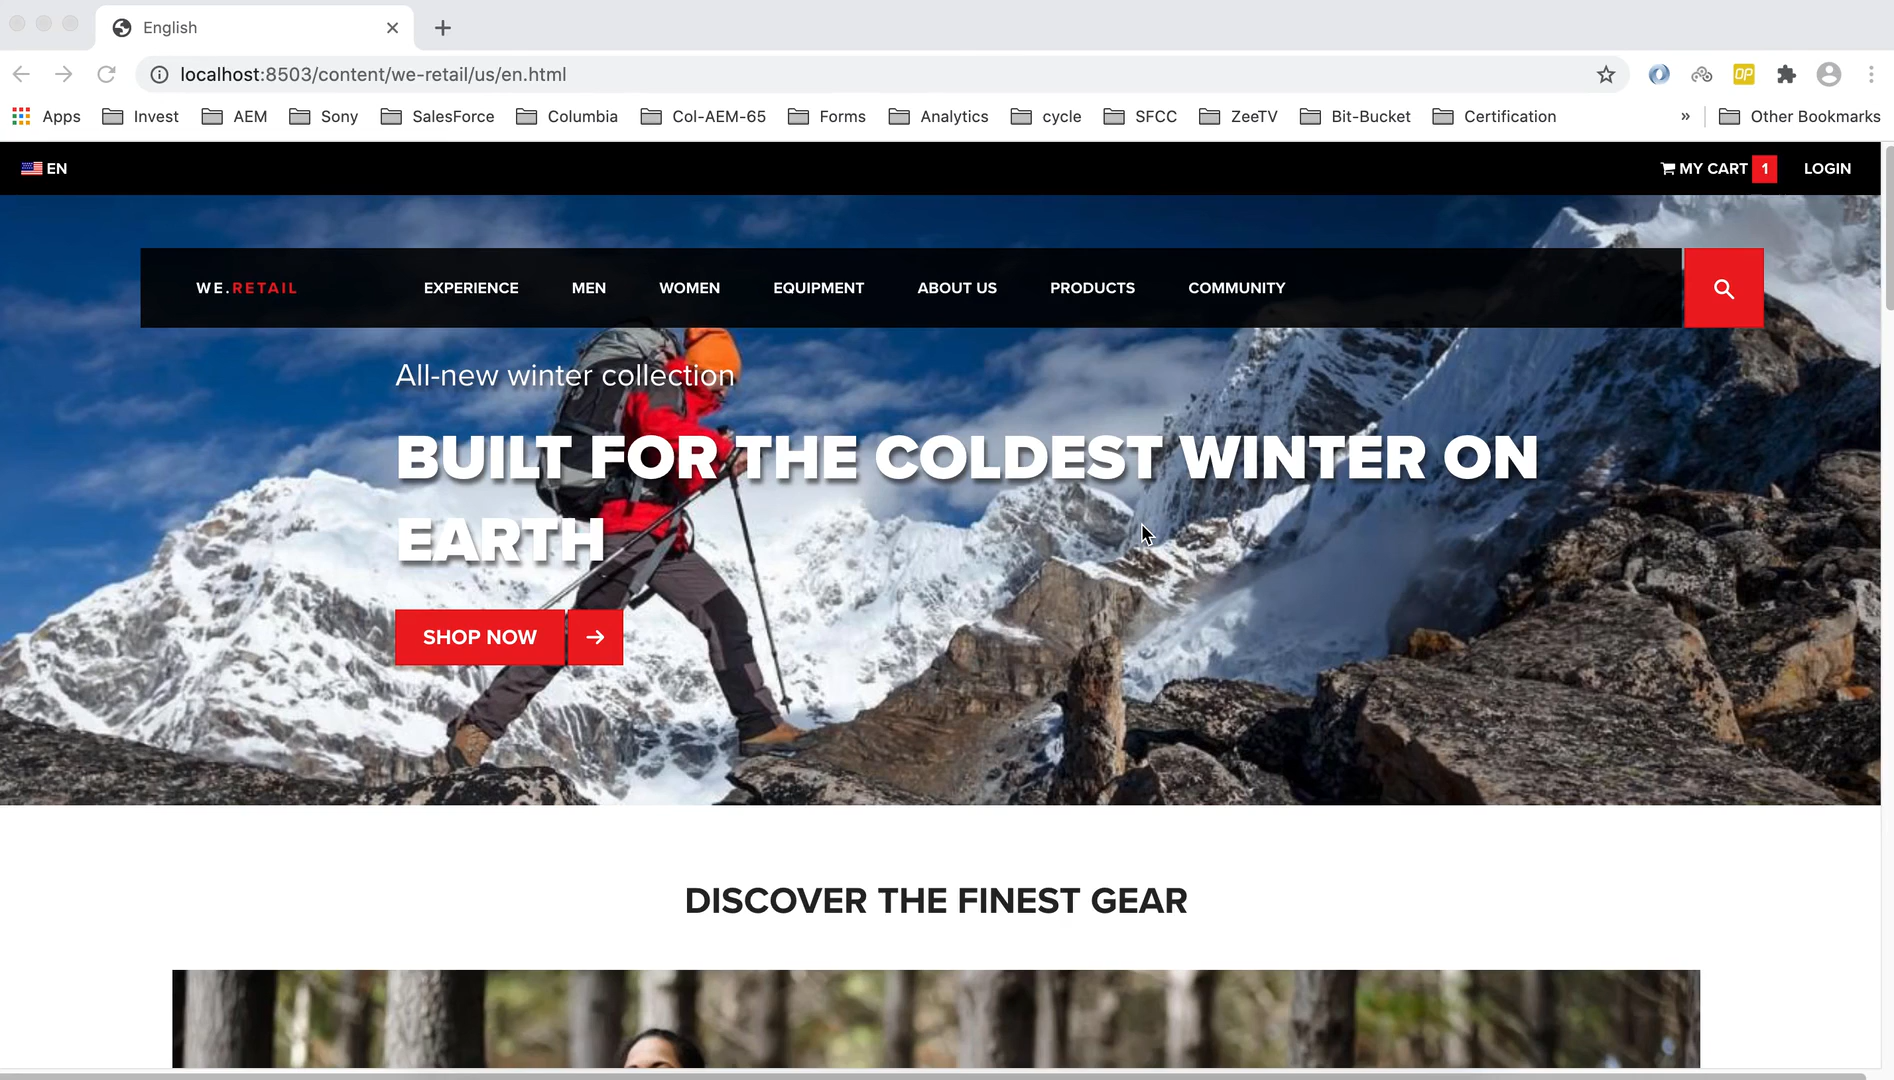 English
localhost:8503/content/we-retail/us/en.html
OP
Apps Invest AEM Sony SalesForce Columbia Col-AEM-65 Forms Analytics cycle SFCC ZeeTV Bit-Bucket Certification » Other Bookmarks
EN MY CART 1 LOGIN
WE.RETAIL EXPERIENCE MEN WOMEN EQUIPMENT ABOUT US PRODUCTS COMMUNITY
All-new winter collection
BUILT FOR THE COLDEST WINTER ON
EARTH
SHOP NOW
DISCOVER THE FINEST GEAR